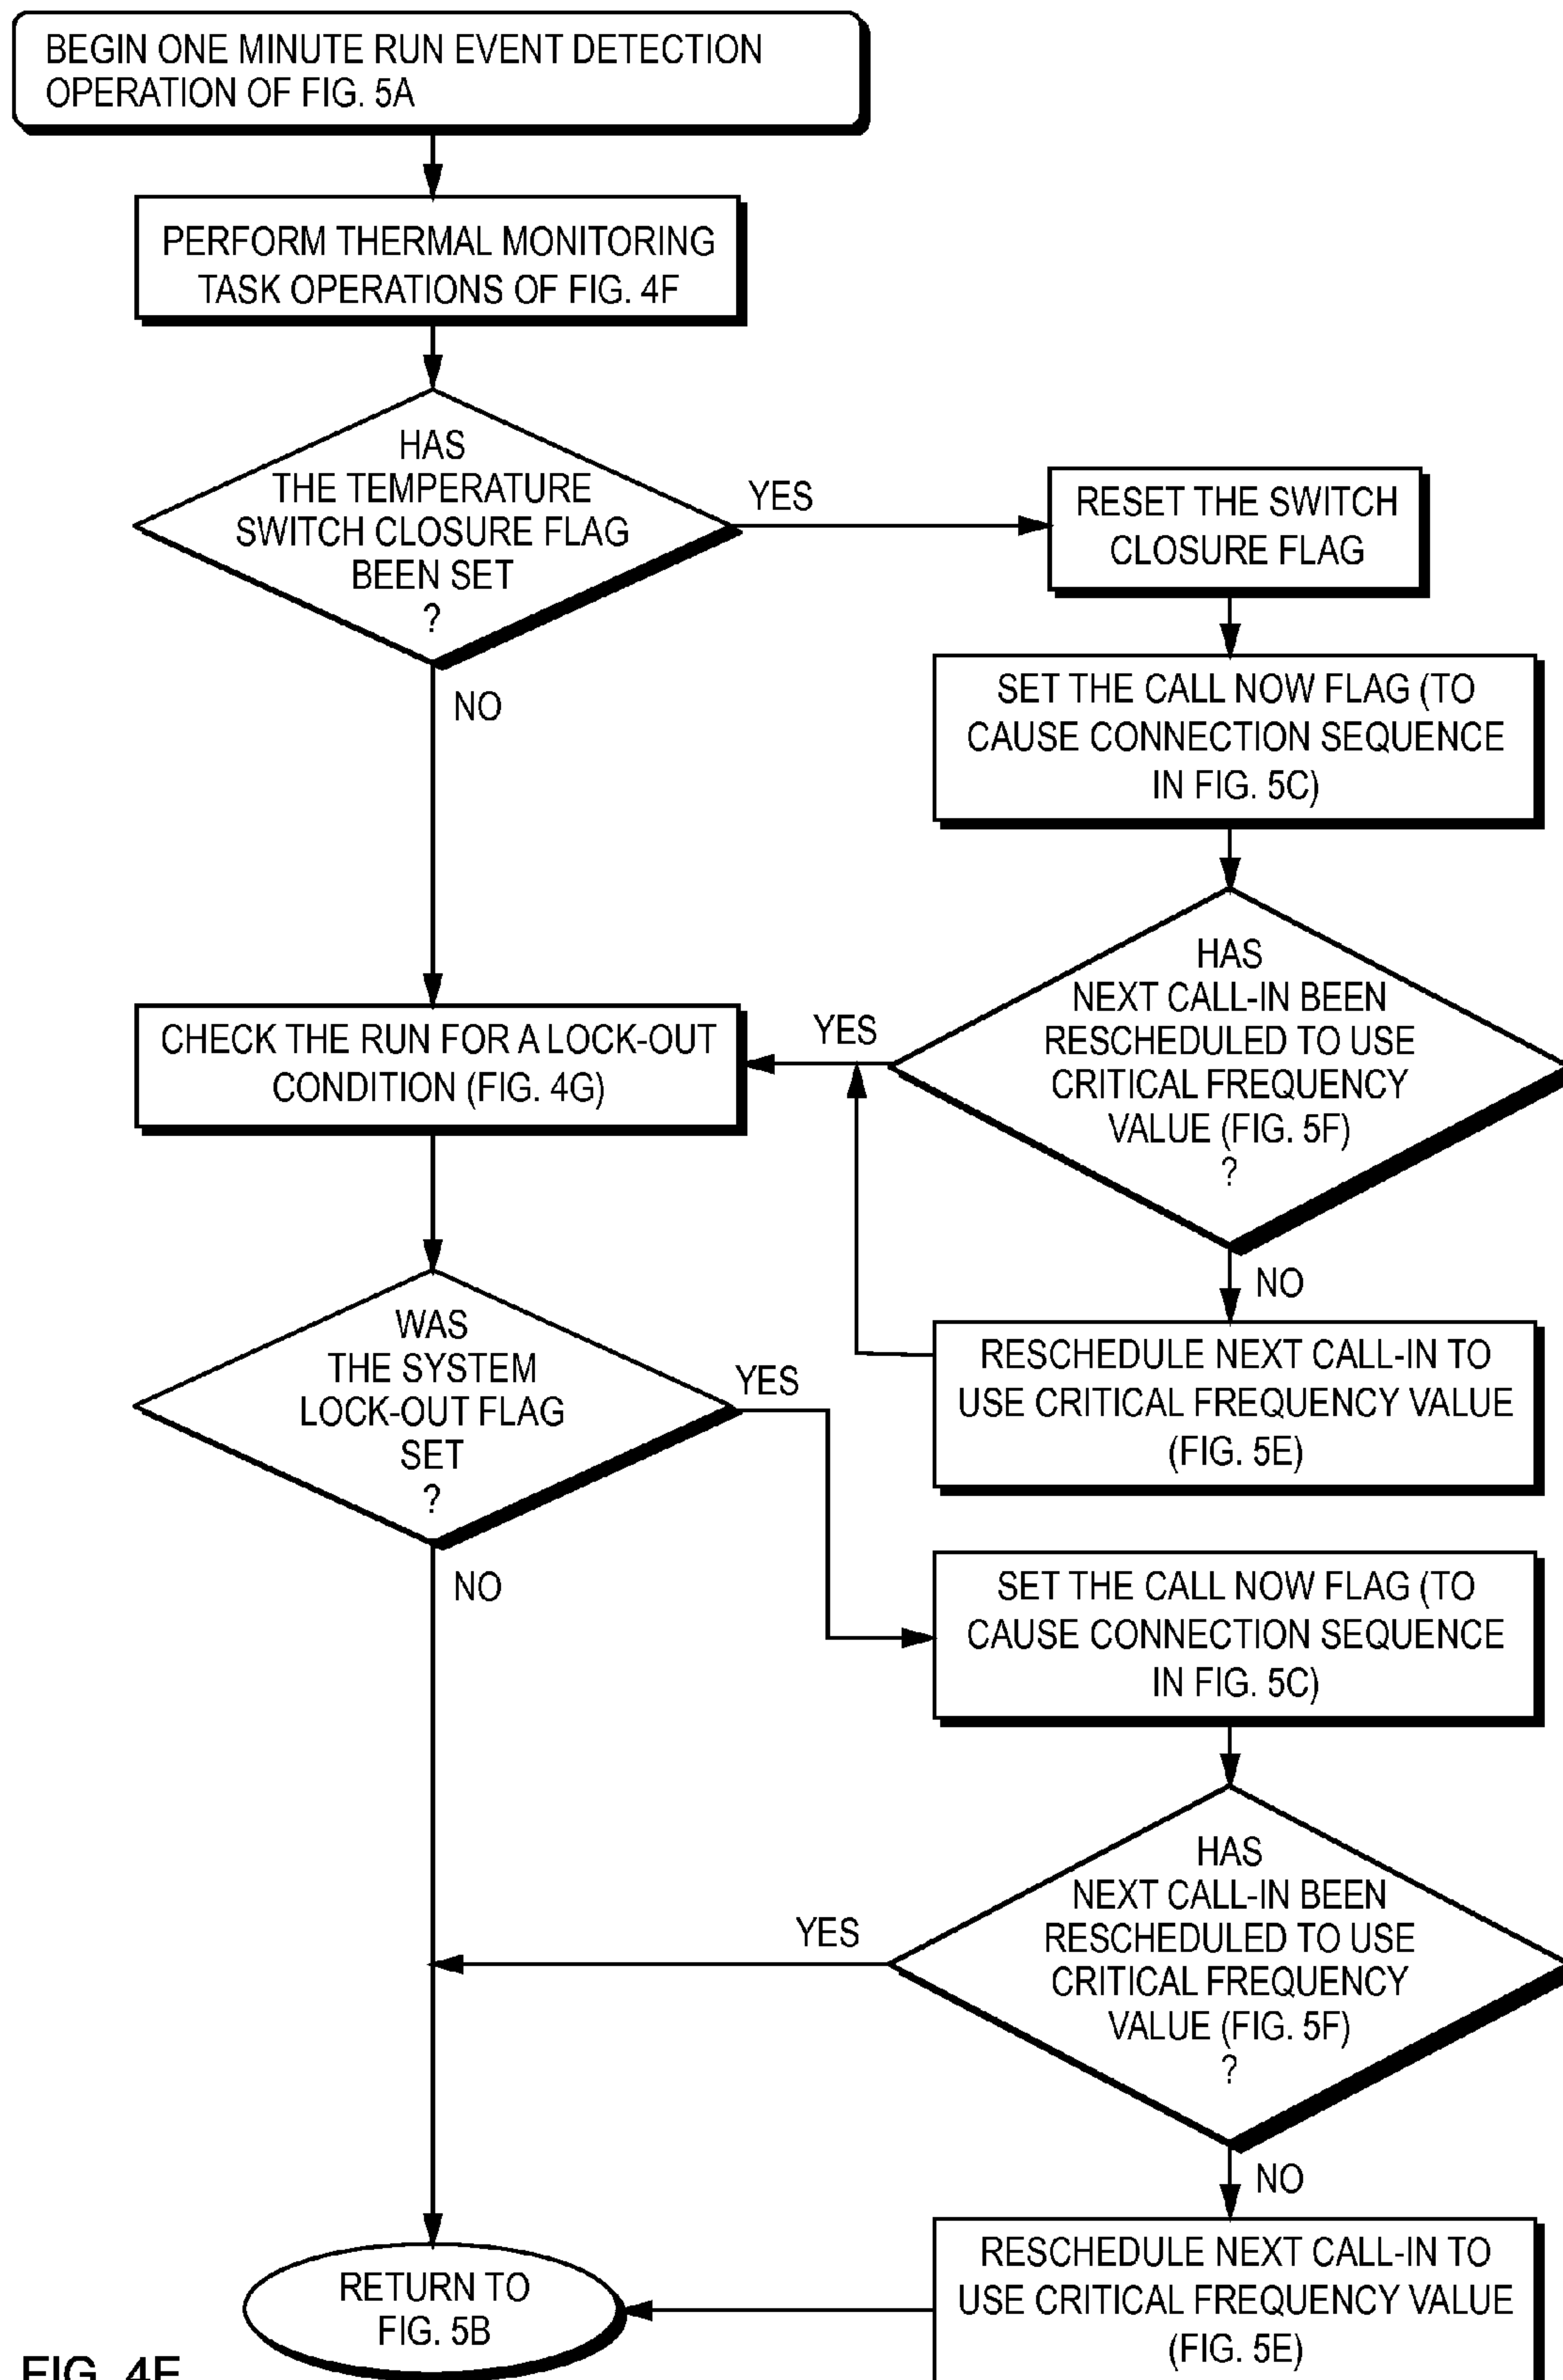 BEGIN ONE MINUTE RUN EVENT DETECTION
OPERATION OF FIG. 5A
PERFORM THERMAL MONITORING
TASK OPERATIONS OF FIG. 4F
HAS
THE TEMPERATURE
SWITCH CLOSURE FLAG
BEEN SET
?
YES
NO
RESET THE SWITCH
CLOSURE FLAG
SET THE CALL NOW FLAG (TO
CAUSE CONNECTION SEQUENCE
IN FIG. 5C)
HAS
NEXT CALL-IN BEEN
RESCHEDULED TO USE
CRITICAL FREQUENCY
VALUE (FIG. 5F)
?
YES
NO
RESCHEDULE NEXT CALL-IN TO
USE CRITICAL FREQUENCY VALUE
(FIG. 5E)
CHECK THE RUN FOR A LOCK-OUT
CONDITION (FIG. 4G)
WAS
THE SYSTEM
LOCK-OUT FLAG
SET
?
YES
NO
SET THE CALL NOW FLAG (TO
CAUSE CONNECTION SEQUENCE
IN FIG. 5C)
HAS
NEXT CALL-IN BEEN
RESCHEDULED TO USE
CRITICAL FREQUENCY
VALUE (FIG. 5F)
?
YES
NO
RESCHEDULE NEXT CALL-IN TO
USE CRITICAL FREQUENCY VALUE
(FIG. 5E)
RETURN TO
FIG. 5B
FIG. 4E